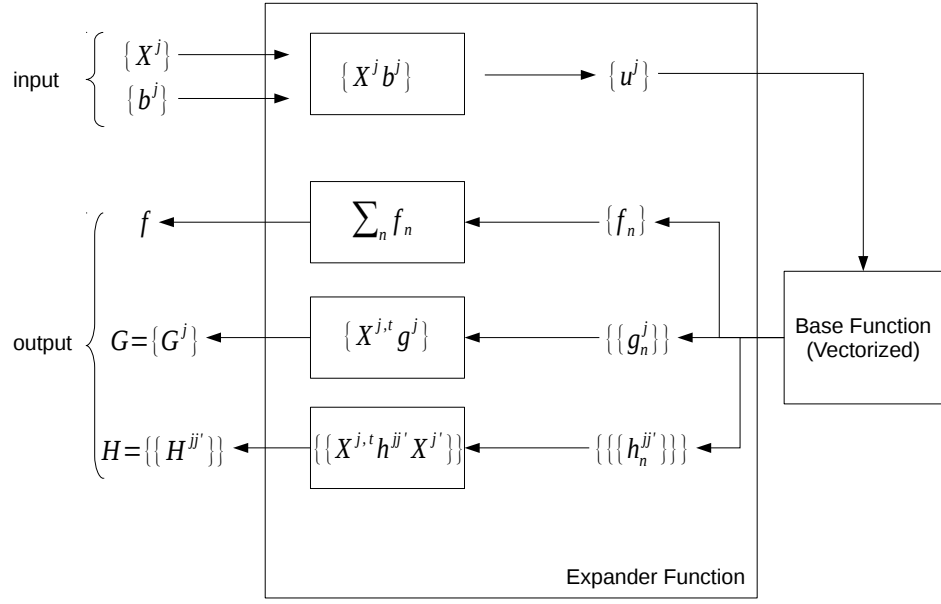 input
{X^j}
{b^j}
{X^j b^j}
{u^j}
output
f
∑_n f_n
{f_n}
G={G^j}
{X^{j,t} g^j}
{{g_n^j}}
H={{H^{jj'}}}
{{X^{j,t} h^{jj'} X^{j'}}}
{{{h_n^{jj'}}}}
Base Function
(Vectorized)
Expander Function